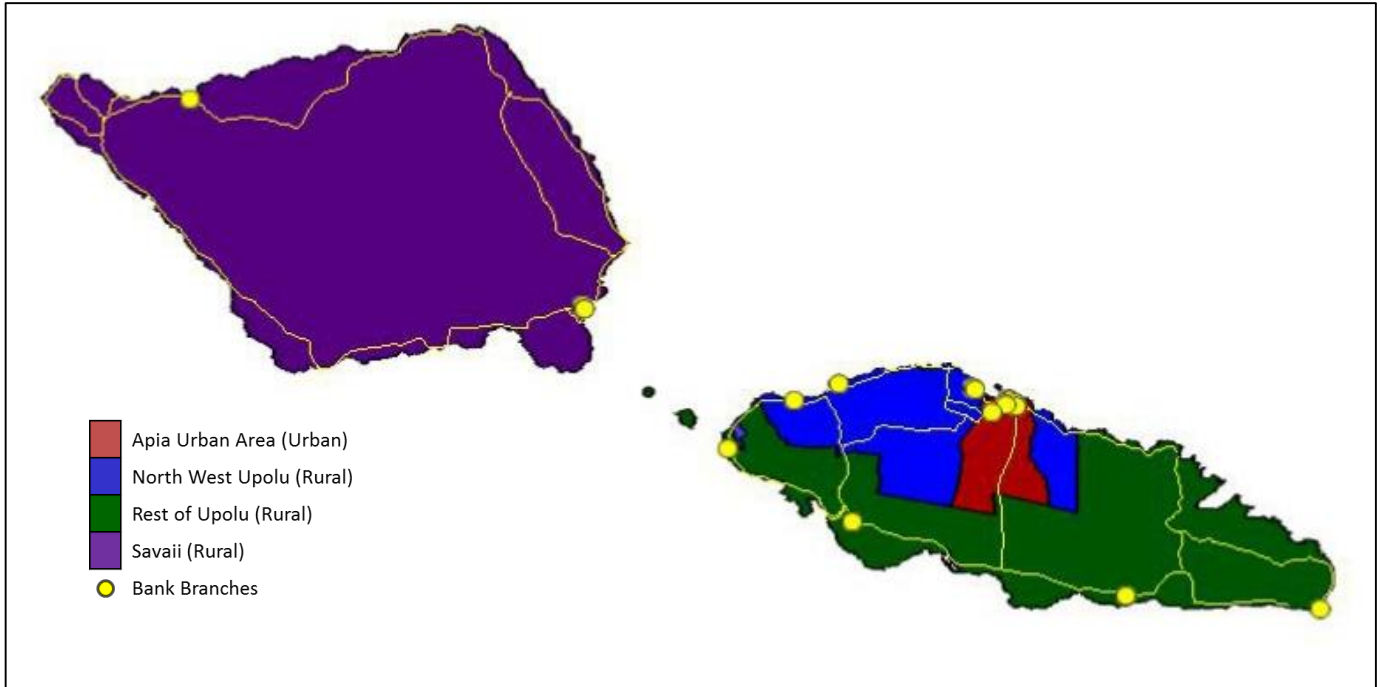 Apia Urban Area (Urban)
North West Upolu (Rural)
Rest of Upolu (Rural)
Savaii (Rural)
Bank Branches